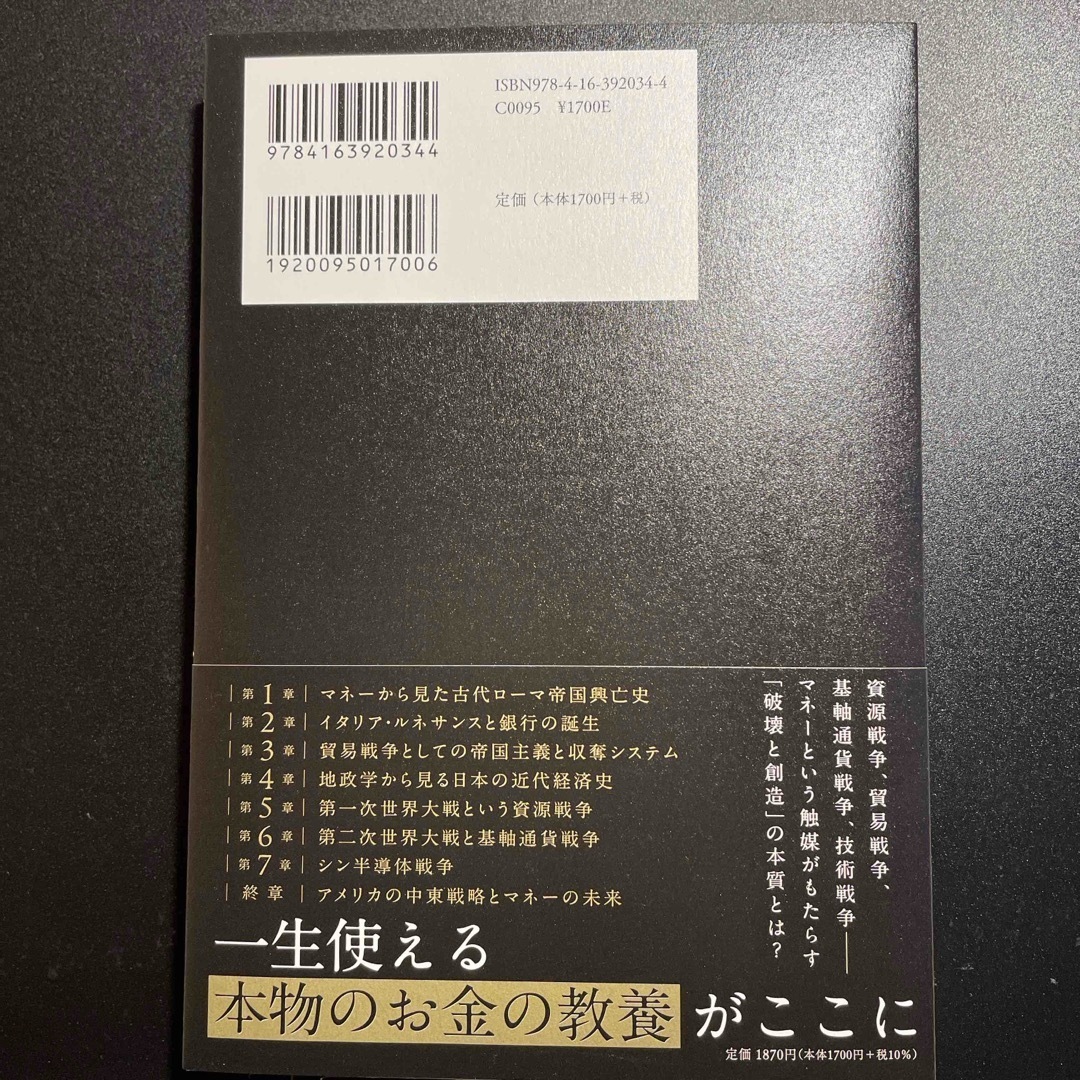 ISBN978-4-16-392034-4
C0095 ¥1700E
9784163920344
定価（本体1700円＋税）
1920095017006
資源戦争、貿易戦争、
基軸通貨戦争、技術戦争――
マネーという触媒がもたらす
「破壊と創造」の本質とは？
｜第1章｜マネーから見た古代ローマ帝国興亡史
｜第2章｜イタリア・ルネサンスと銀行の誕生
｜第3章｜貿易戦争としての帝国主義と収奪システム
｜第4章｜地政学から見る日本の近代経済史
｜第5章｜第一次世界大戦という資源戦争
｜第6章｜第二次世界大戦と基軸通貨戦争
｜第7章｜シン半導体戦争
｜終章｜アメリカの中東戦略とマネーの未来
一生使える
本物のお金の教養がここに
定価 1870円（本体1700円＋税10％）